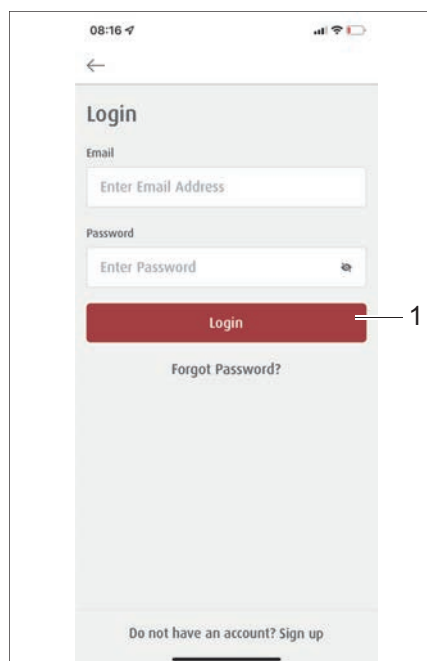 08:16
Login
Email
Enter Email Address
Password
Enter Password
Login
1
Forgot Password?
Do not have an account? Sign up